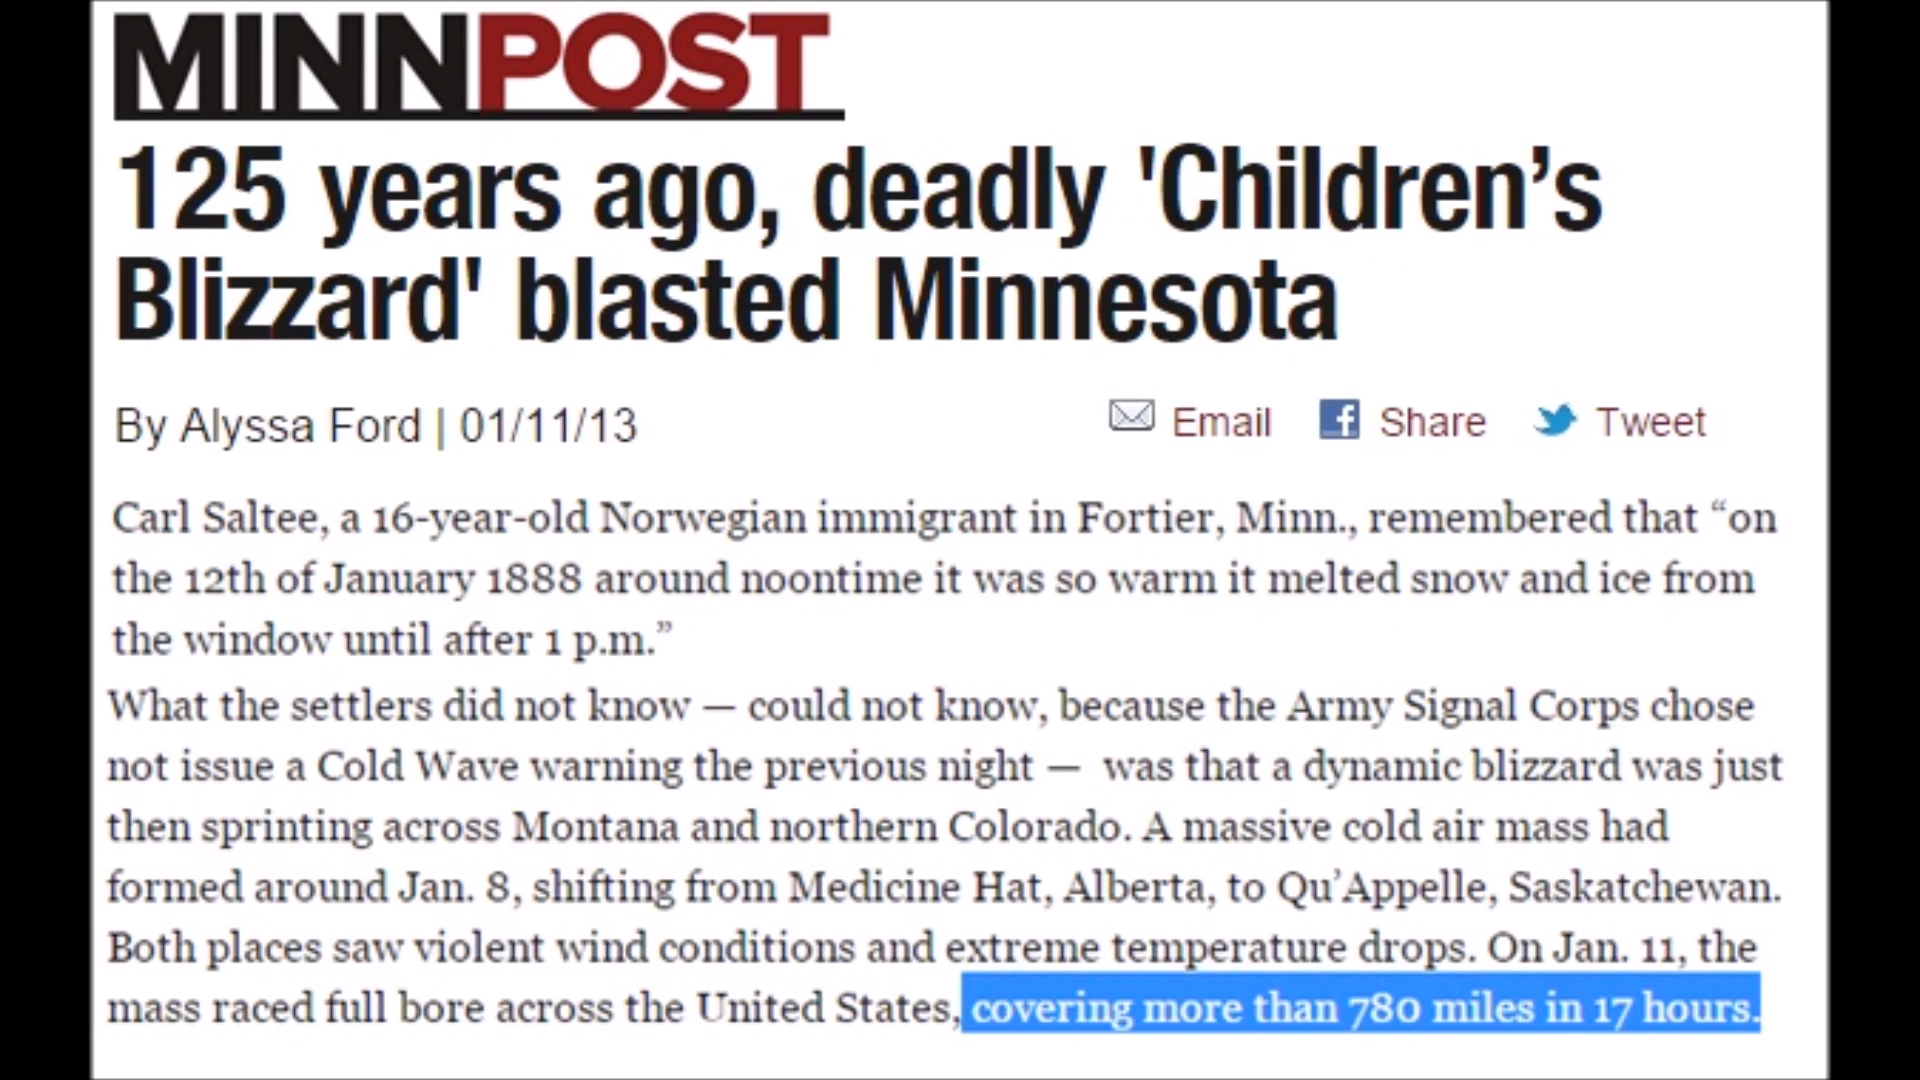 MINNPOST
125 years ago, deadly 'Children’s
Blizzard' blasted Minnesota
By Alyssa Ford | 01/11/13
Email Share Tweet
Carl Saltee, a 16-year-old Norwegian immigrant in Fortier, Minn., remembered that “on
the 12th of January 1888 around noontime it was so warm it melted snow and ice from
the window until after 1 p.m.”
What the settlers did not know — could not know, because the Army Signal Corps chose
not issue a Cold Wave warning the previous night — was that a dynamic blizzard was just
then sprinting across Montana and northern Colorado. A massive cold air mass had
formed around Jan. 8, shifting from Medicine Hat, Alberta, to Qu’Appelle, Saskatchewan.
Both places saw violent wind conditions and extreme temperature drops. On Jan. 11, the
mass raced full bore across the United States, covering more than 780 miles in 17 hours.